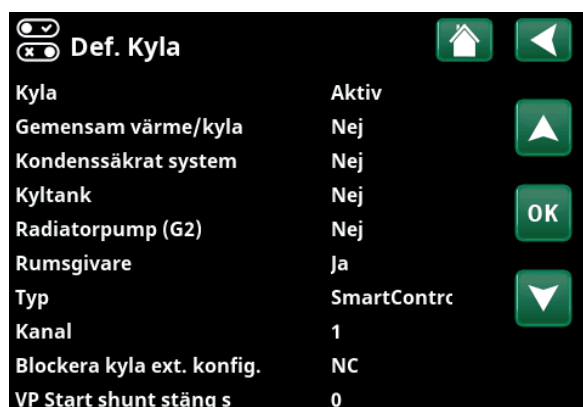 Def. Kyla
Kyla Aktiv
Gemensam värme/kyla Nej
Kondenssäkrat system Nej
Kyltank Nej
Radiatorpump (G2) Nej
OK
Rumsgivare Ja
Typ SmartContrc
Kanal 1
Blockera kyla ext. konfig. NC
VP Start shunt stäng s 0